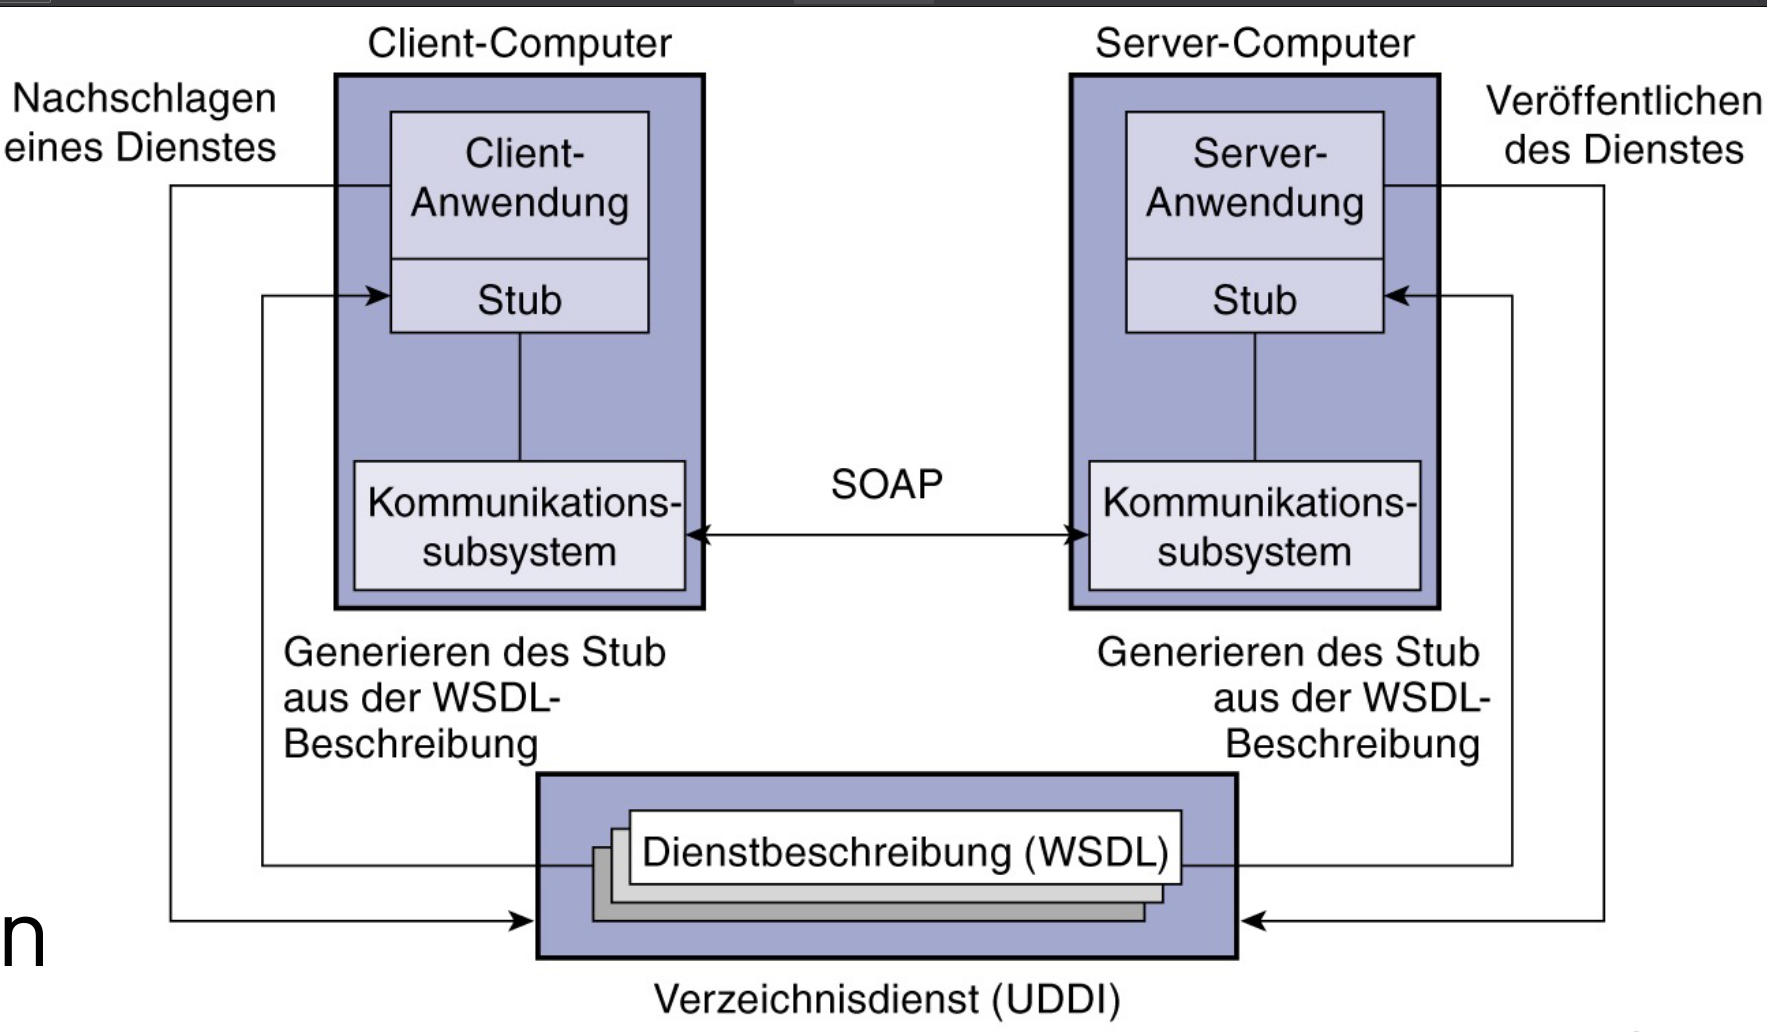 Client-Computer
Server-Computer
Nachschlagen
eines Dienstes
Veröffentlichen
des Dienstes
Client-
Anwendung
Stub
Server-
Anwendung
Stub
SOAP
Kommunikations-
subsystem
Kommunikations-
subsystem
Generieren des Stub
aus der WSDL-
Beschreibung
Generieren des Stub
aus der WSDL-
Beschreibung
Dienstbeschreibung (WSDL)
n
Verzeichnisdienst (UDDI)